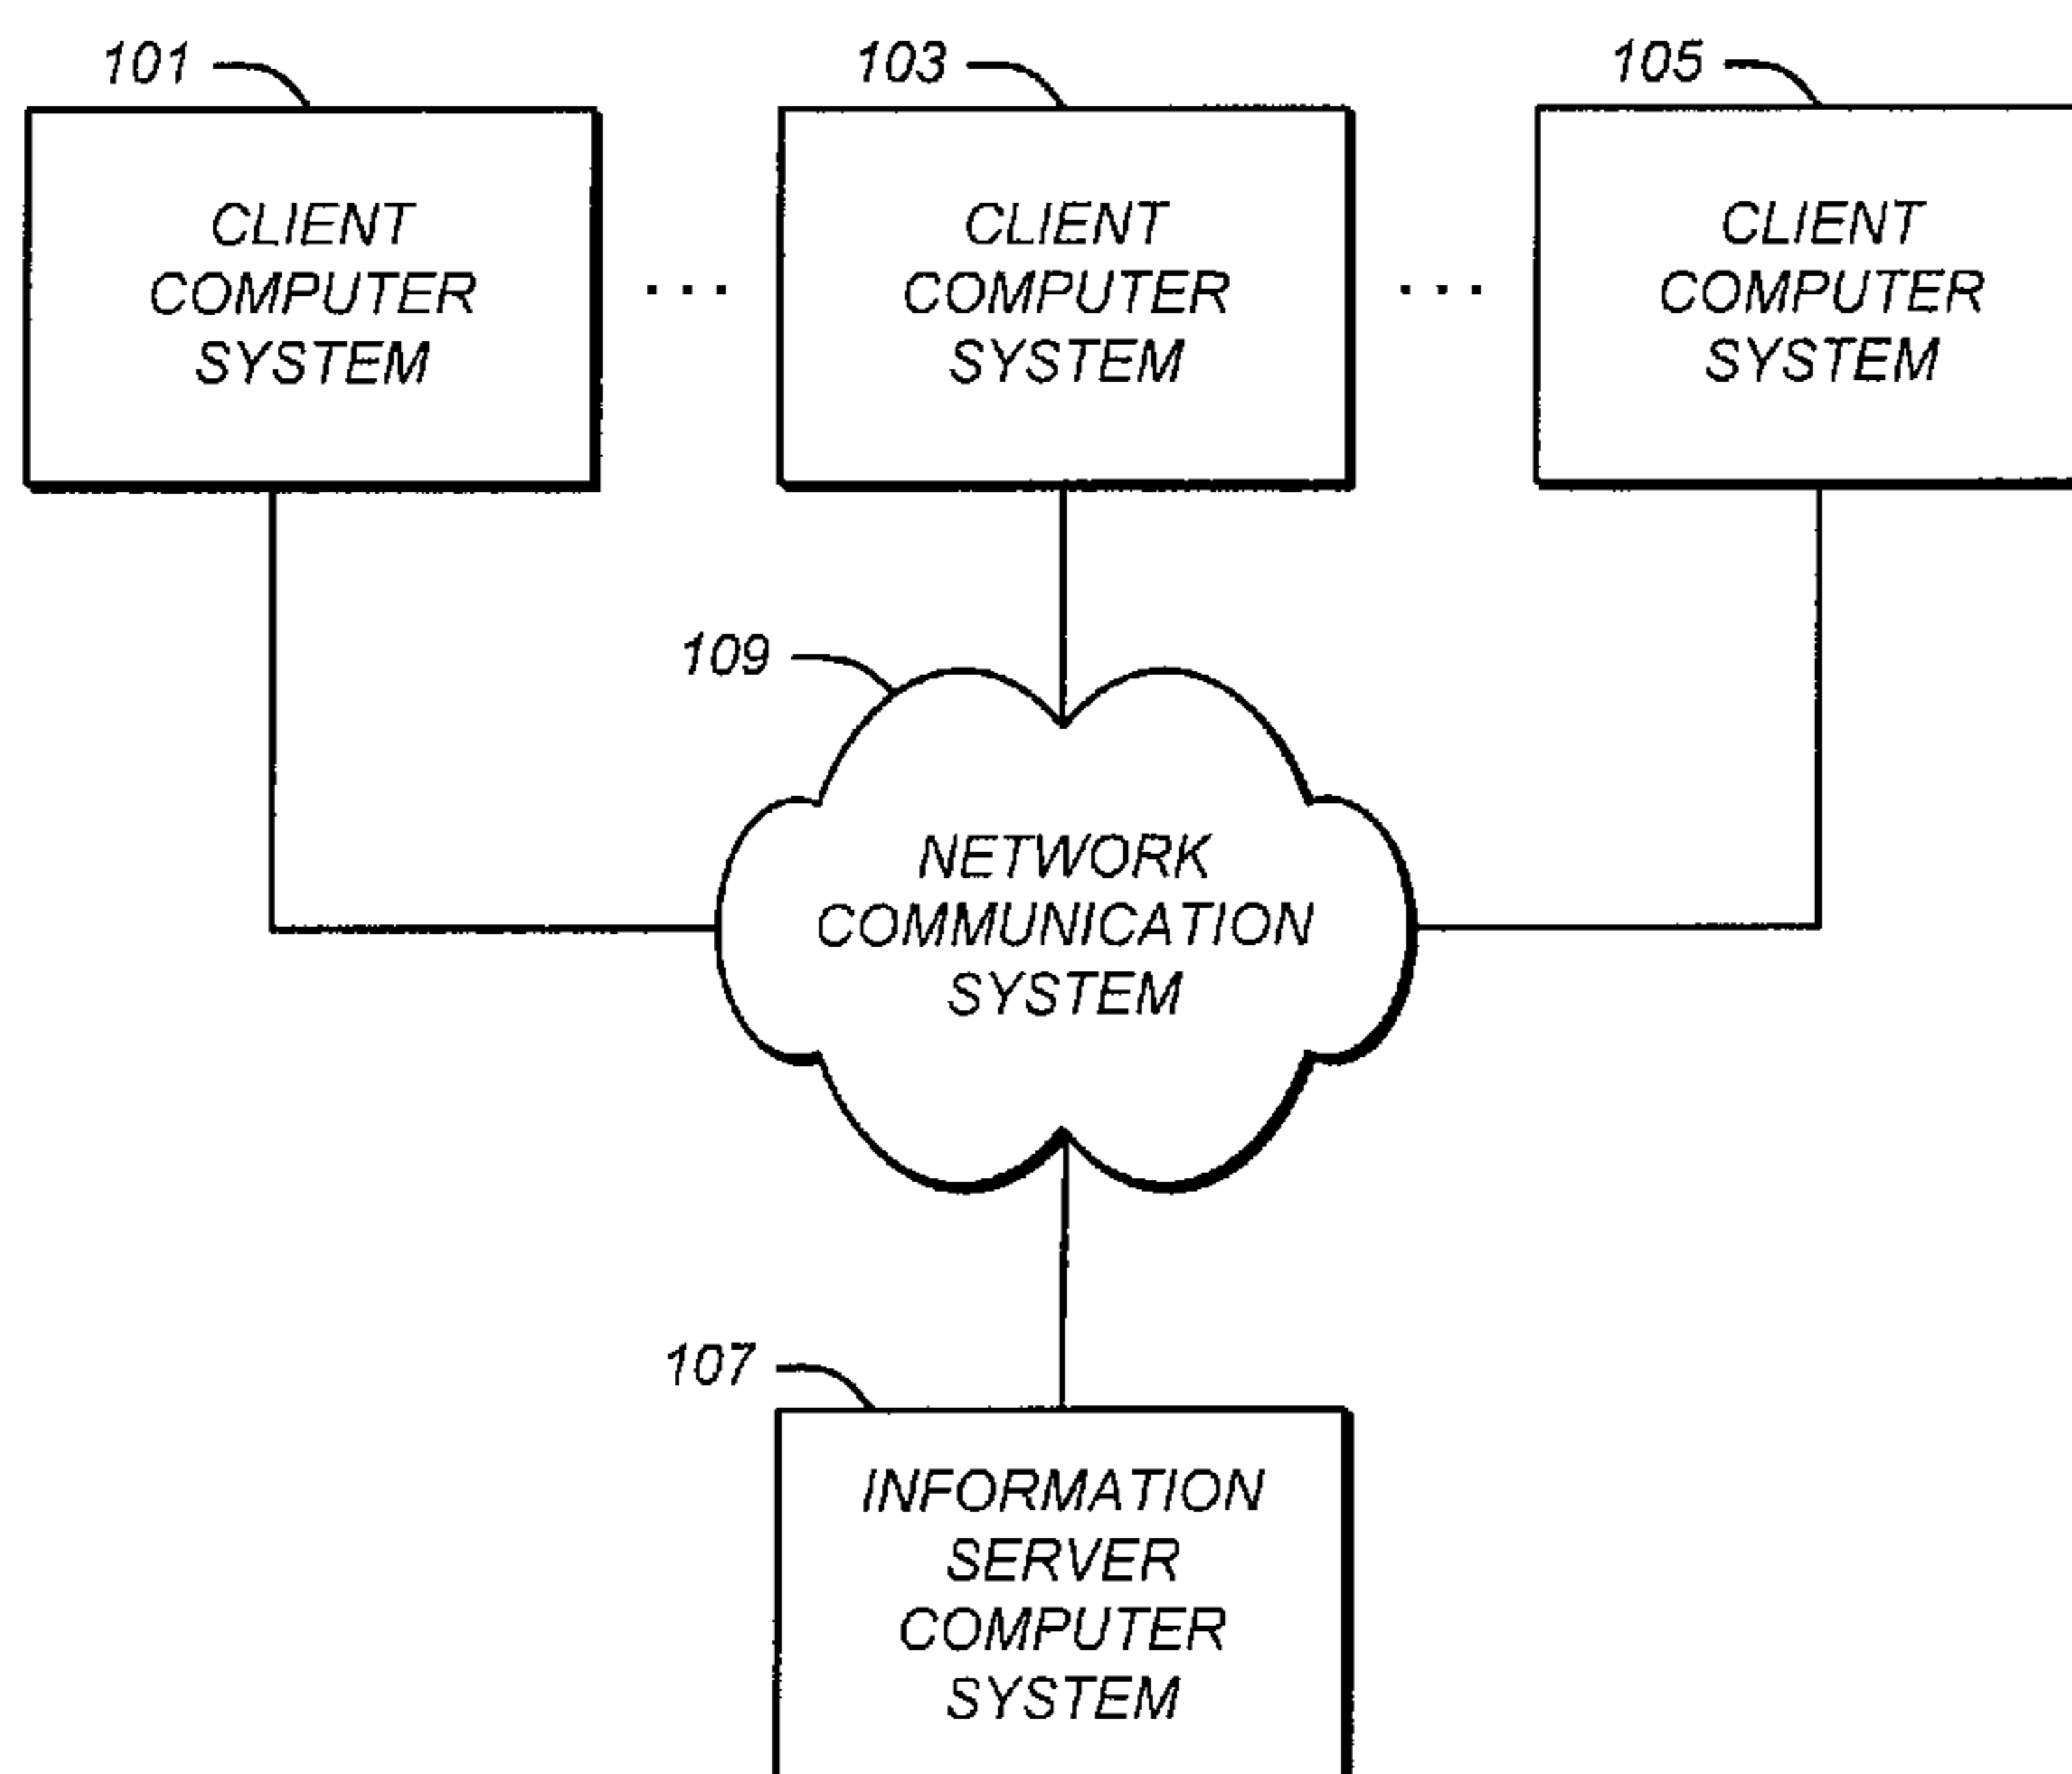 101
103
105
CLIENT
COMPUTER
SYSTEM
...
CLIENT
COMPUTER
SYSTEM
...
CLIENT
COMPUTER
SYSTEM
109
NETWORK
COMMUNICATION
SYSTEM
107
INFORMATION
SERVER
COMPUTER
SYSTEM